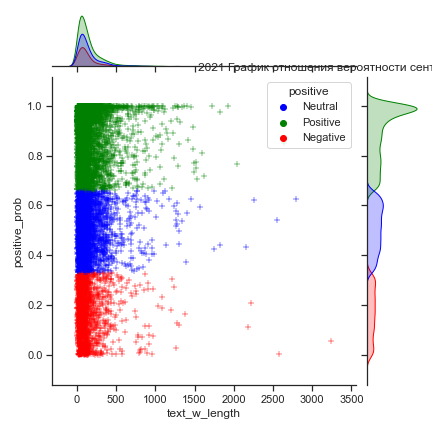 2021 График отношения вероятности сент
positive
Neutral
Positive
Negative
1.0
0.8
0.6
0.4
0.2
0.0
positive_prob
0 500 1000 1500 2000 2500 3000 3500
text_w_length